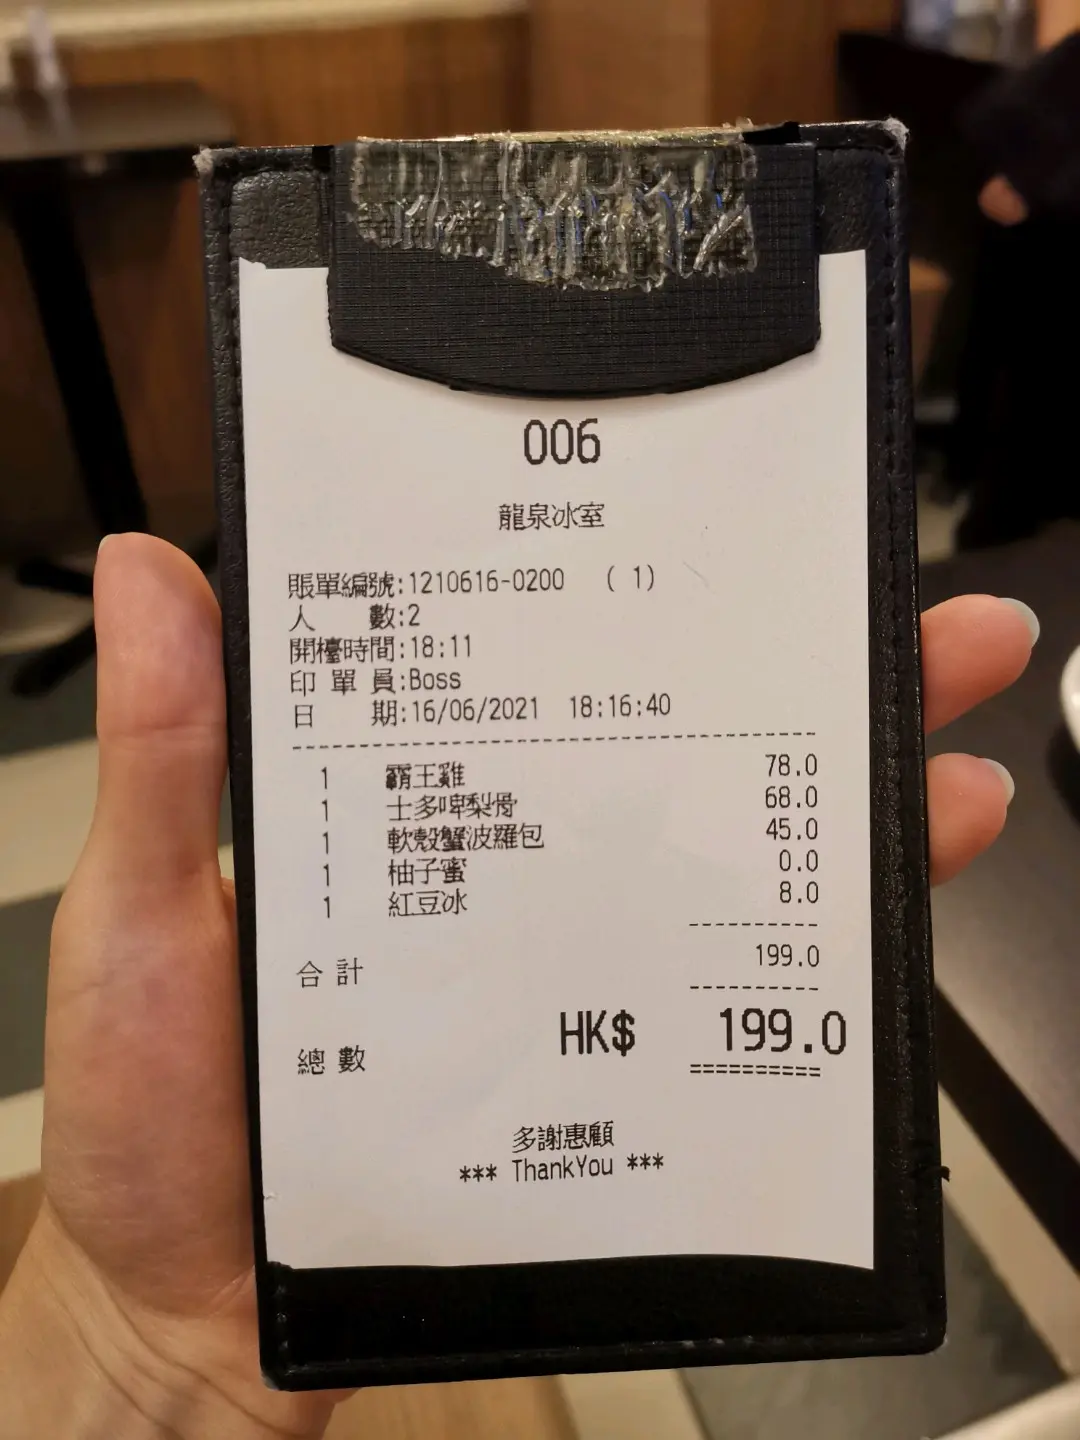 006
龍泉冰室
賬單編號:1210616-0200 ( 1)
人 數:2
開檯時間:18:11
印 單 員:Boss
日 期:16/06/2021 18:16:40
1 霸王雞 78.0
1 士多啤梨骨 68.0
1 軟殼蟹波羅包 45.0
1 柚子蜜 0.0
1 紅豆冰 8.0
合 計 199.0
總 數 HK$ 199.0
多謝惠顧
*** ThankYou ***